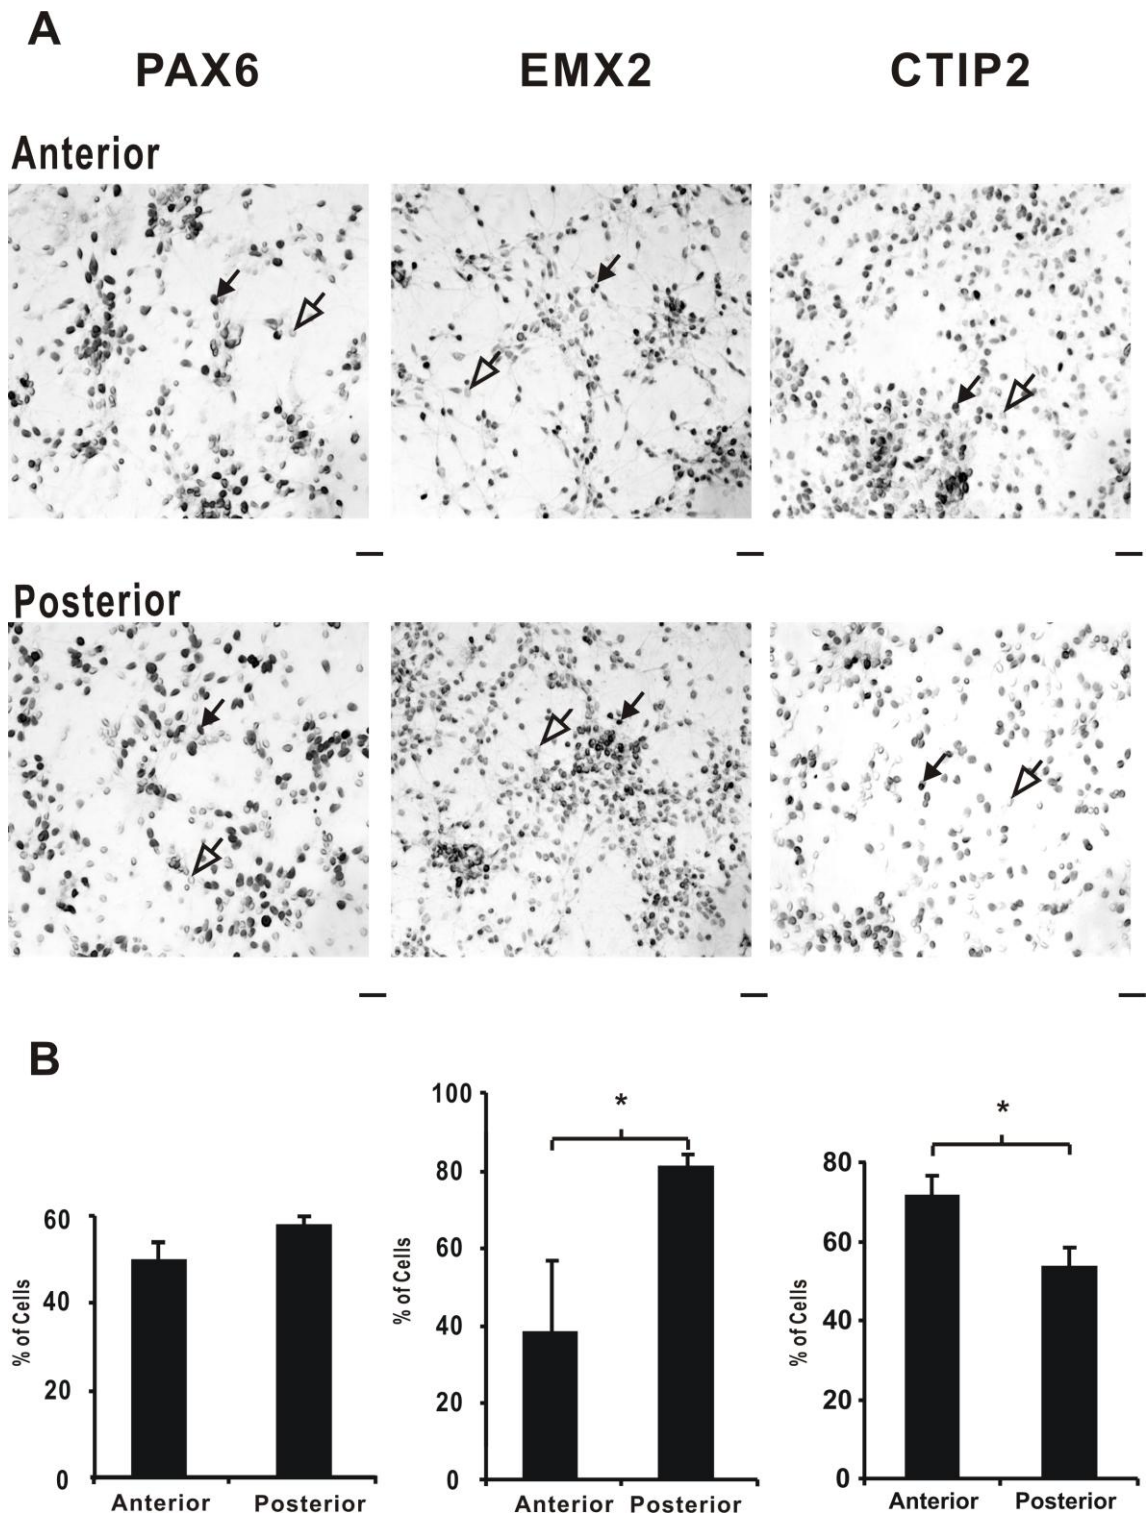 A
PAX6 EMX2 CTIP2
Anterior
Posterior
B
60
40
20
0
% of Cells
Anterior Posterior
100
80
60
40
20
0
% of Cells
*
Anterior Posterior
80
60
40
20
0
% of Cells
*
Anterior Posterior